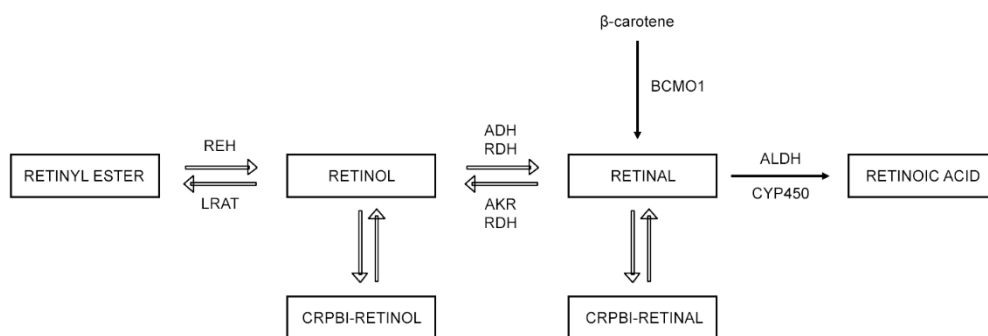 β-carotene
BCMO1
ADH
RDH
REH
ALDH
RETINYL ESTER
RETINOL
RETINAL
RETINOIC ACID
LRAT
AKR
RDH
CYP450
CRPBI-RETINOL
CRPBI-RETINAL